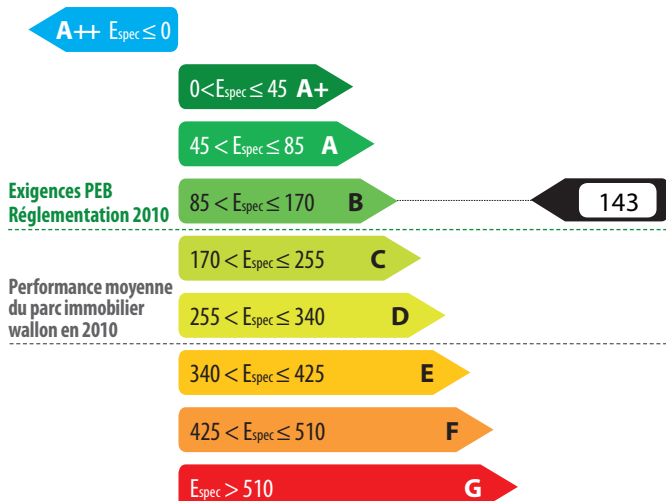 A++ Espec ≤ 0
0<Espec ≤ 45 A+
45 < Espec ≤ 85 A
Exigences PEB
Réglementation 2010
85 < Espec ≤ 170 B
143
170 < Espec ≤ 255 C
Performance moyenne
du parc immobilier
wallon en 2010
255 < Espec ≤ 340 D
340 < Espec ≤ 425 E
425 < Espec ≤ 510 F
Espec > 510 G